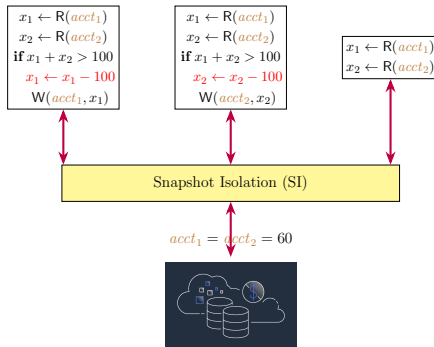 x₁ ← R(acct₁)
x₂ ← R(acct₂)
if x₁ + x₂ > 100
x₁ ← x₁ − 100
W(acct₁, x₁)
x₁ ← R(acct₁)
x₂ ← R(acct₂)
if x₁ + x₂ > 100
x₂ ← x₂ − 100
W(acct₂, x₂)
x₁ ← R(acct₁)
x₂ ← R(acct₂)
Snapshot Isolation (SI)
acct₁ = acct₂ = 60
$